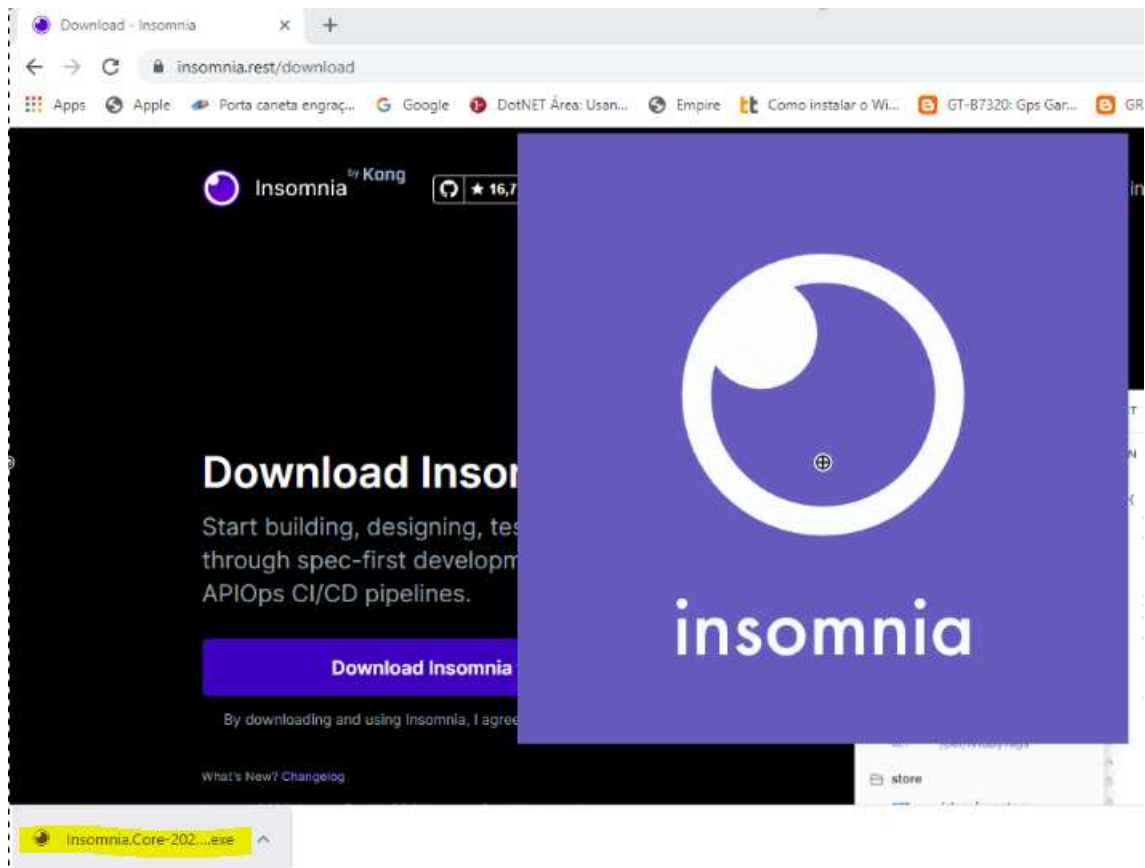 Download - Insomnia
insomnia.rest/download
Apps Apple Porta caneta engraç... Google DotNET Área: Usan... Empire Como instalar o Wi... GT-B7320: Gps Gar... GR
Insomnia by Kong ★ 16,7 in
Download Insor
Start building, designing, tes
through spec-first developm
APIOps CI/CD pipelines.
Download Insomnia
By downloading and using Insomnia, I agree
What's New? Changelog
insomnia
store
Insomnia.Core-202....exe